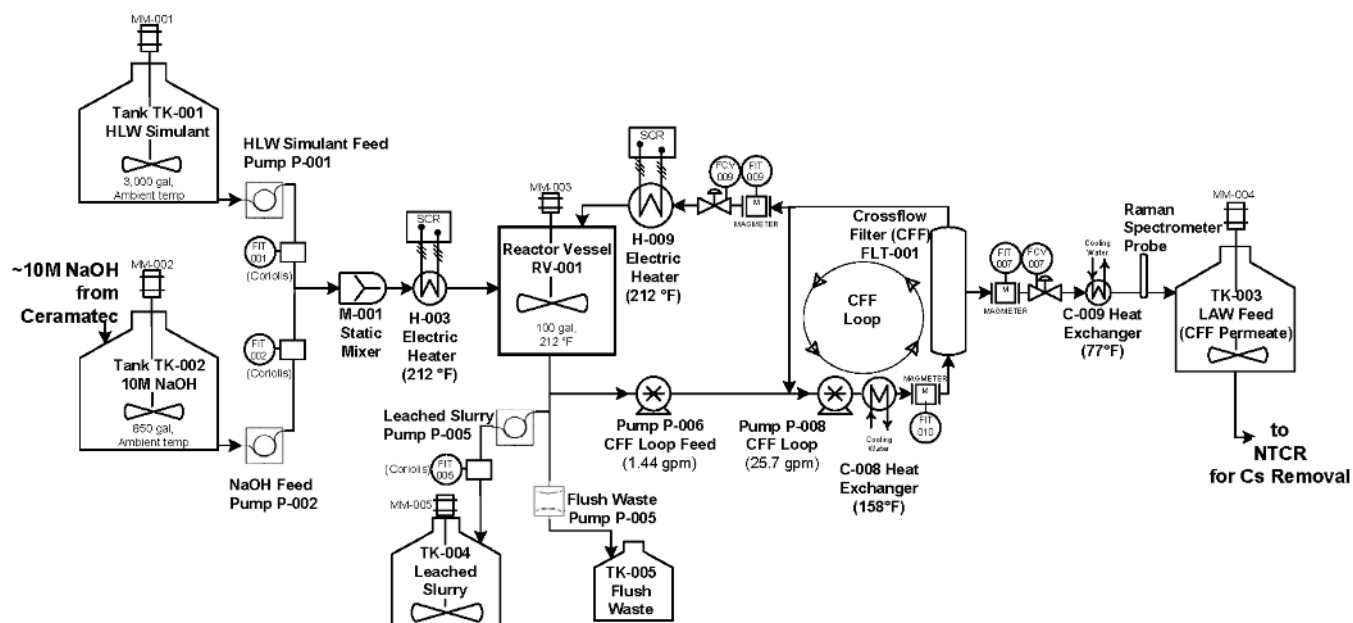 MM-001
Tank TK-001
HLW Simulant
3,000 gal,
Ambient temp
HLW Simulant Feed
Pump P-001
FIT
001
(Coriolis)
~10M NaOH
from
Ceramatec
MM-002
Tank TK-002
10M NaOH
650 gal,
Ambient temp
FIT
002
(Coriolis)
NaOH Feed
Pump P-002
M-001
Static
Mixer
SCR
H-003
Electric
Heater
(212 °F)
MM-003
Reactor Vessel
RV-001
100 gal,
212 °F
SCR
H-009
Electric
Heater
(212 °F)
FCV
009
FIT
009
M
MAGMETER
Crossflow
Filter (CFF)
FLT-001
CFF
Loop
Leached Slurry
Pump P-005
(Coriolis)
FIT
005
MM-005
TK-004
Leached
Slurry
Flush Waste
Pump P-005
TK-005
Flush
Waste
Pump P-006
CFF Loop Feed
(1.44 gpm)
Pump P-008
CFF Loop
(25.7 gpm)
Cooling
Water
C-008 Heat
Exchanger
(158°F)
MAGMETER
M
FIT
010
FIT
007
FCV
007
M
MAGMETER
Cooling
Water
C-009 Heat
Exchanger
(77°F)
Raman
Spectrometer
Probe
MM-004
TK-003
LAW Feed
(CFF Permeate)
to
NTCR
for Cs Removal